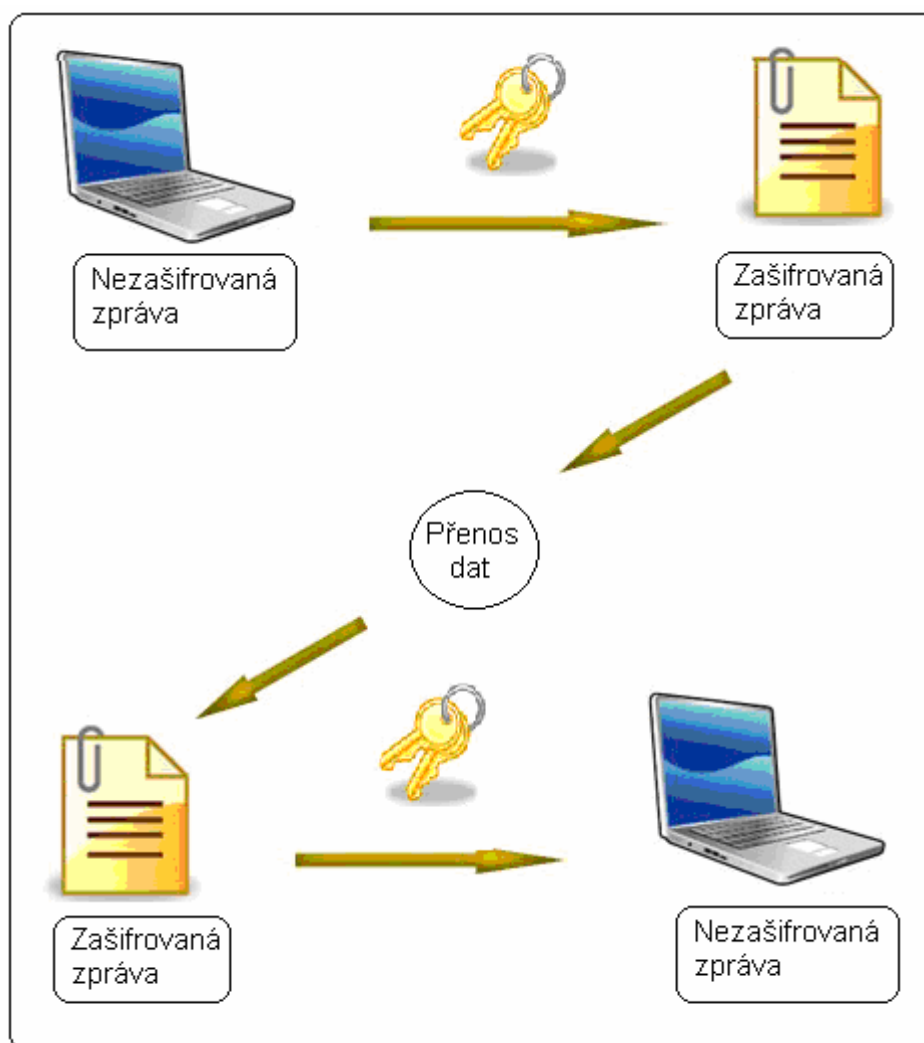 Nezašifrovaná
zpráva
Zašifrovaná
zpráva
Přenos
dat
Zašifrovaná
zpráva
Nezašifrovaná
zpráva